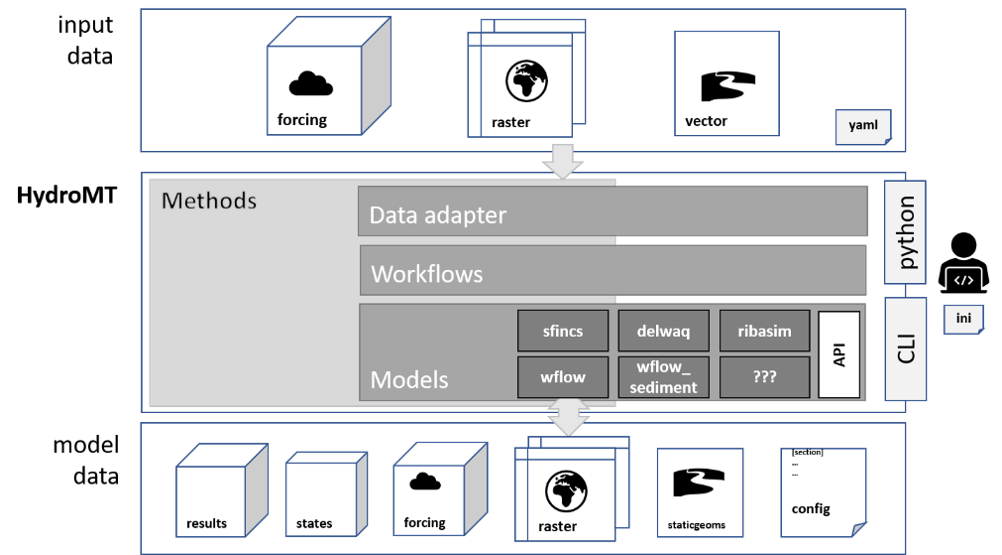 input
data
forcing
raster
vector
yaml
HydroMT
Methods
Data adapter
Workflows
Models
sfincs
delwaq
ribasim
wflow
wflow_
sediment
???
API
python
CLI
</>
ini
model
data
results
states
forcing
raster
staticgeoms
[section]
...
...
config